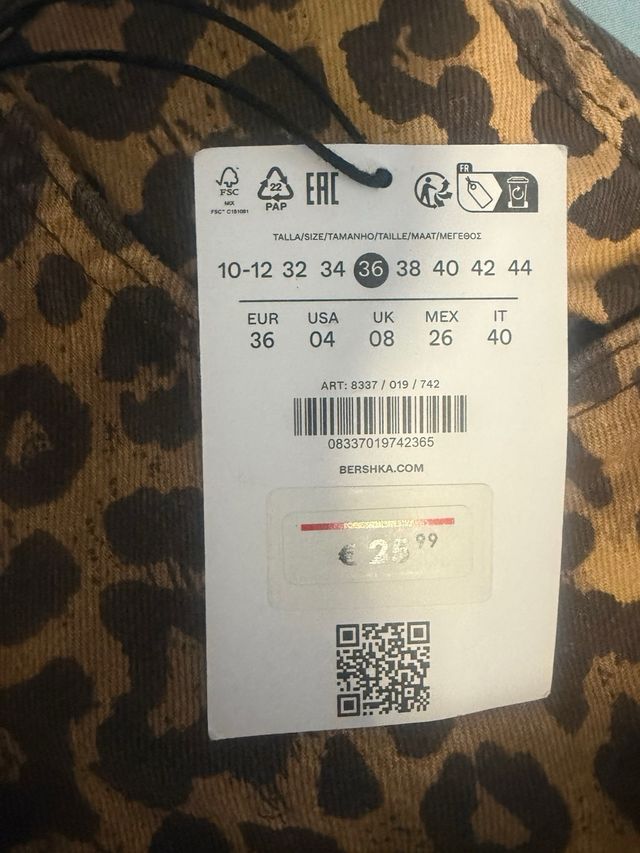 FSC
MIX
FSC® C151081
22
PAP
EAC
FR
TALLA/SIZE/TAMANHO/TAILLE/MAAT/ΜΕΓΕΘΟΣ
10-12 32 34 36 38 40 42 44
EUR USA UK MEX IT
36 04 08 26 40
ART: 8337 / 019 / 742
08337019742365
BERSHKA.COM
€ 25 99